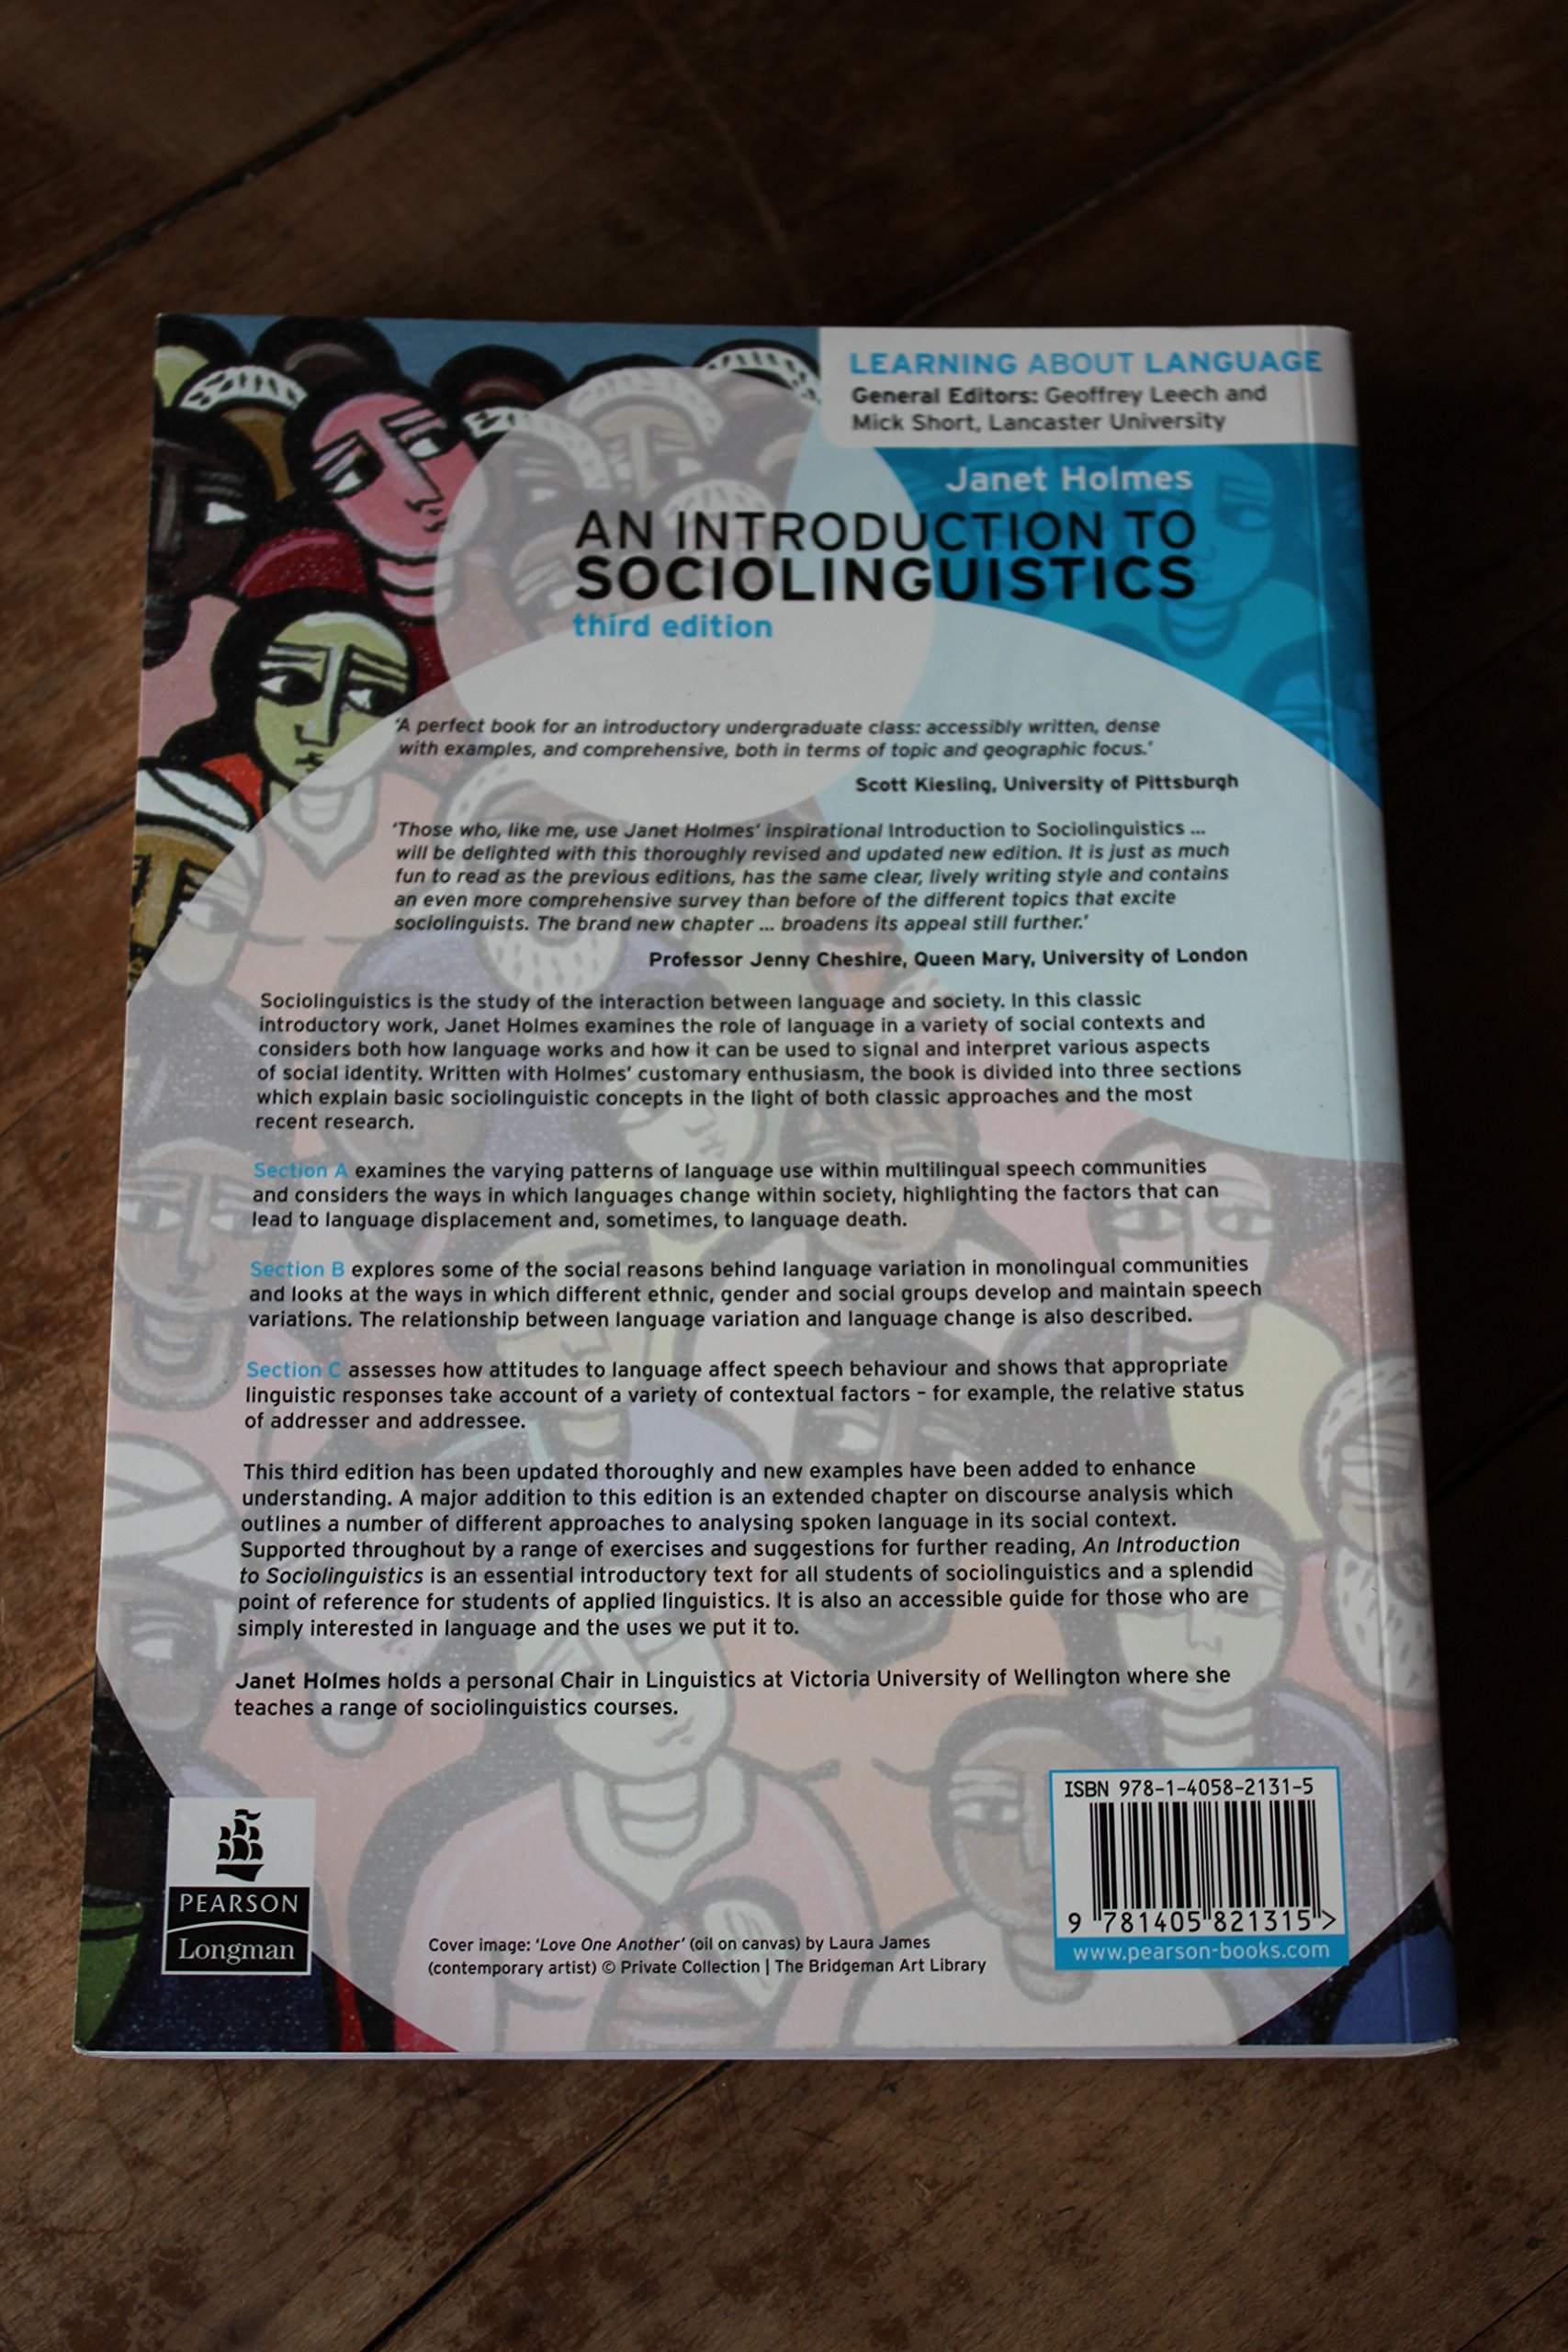 LEARNING ABOUT LANGUAGE
General Editors: Geoffrey Leech and
Mick Short, Lancaster University
Janet Holmes
AN INTRODUCTION TO
SOCIOLINGUISTICS
third edition
‘A perfect book for an introductory undergraduate class: accessibly written, dense
with examples, and comprehensive, both in terms of topic and geographic focus.’
Scott Kiesling, University of Pittsburgh
‘Those who, like me, use Janet Holmes’ inspirational Introduction to Sociolinguistics ...
will be delighted with this thoroughly revised and updated new edition. It is just as much
fun to read as the previous editions, has the same clear, lively writing style and contains
an even more comprehensive survey than before of the different topics that excite
sociolinguists. The brand new chapter ... broadens its appeal still further.’
Professor Jenny Cheshire, Queen Mary, University of London
Sociolinguistics is the study of the interaction between language and society. In this classic
introductory work, Janet Holmes examines the role of language in a variety of social contexts and
considers both how language works and how it can be used to signal and interpret various aspects
of social identity. Written with Holmes’ customary enthusiasm, the book is divided into three sections
which explain basic sociolinguistic concepts in the light of both classic approaches and the most
recent research.
Section A examines the varying patterns of language use within multilingual speech communities
and considers the ways in which languages change within society, highlighting the factors that can
lead to language displacement and, sometimes, to language death.
Section B explores some of the social reasons behind language variation in monolingual communities
and looks at the ways in which different ethnic, gender and social groups develop and maintain speech
variations. The relationship between language variation and language change is also described.
Section C assesses how attitudes to language affect speech behaviour and shows that appropriate
linguistic responses take account of a variety of contextual factors – for example, the relative status
of addresser and addressee.
This third edition has been updated thoroughly and new examples have been added to enhance
understanding. A major addition to this edition is an extended chapter on discourse analysis which
outlines a number of different approaches to analysing spoken language in its social context.
Supported throughout by a range of exercises and suggestions for further reading, An Introduction
to Sociolinguistics is an essential introductory text for all students of sociolinguistics and a splendid
point of reference for students of applied linguistics. It is also an accessible guide for those who are
simply interested in language and the uses we put it to.
Janet Holmes holds a personal Chair in Linguistics at Victoria University of Wellington where she
teaches a range of sociolinguistics courses.
PEARSON
Longman
Cover image: ‘Love One Another’ (oil on canvas) by Laura James
(contemporary artist) © Private Collection | The Bridgeman Art Library
ISBN 978-1-4058-2131-5
9 781405 821315 >
www.pearson-books.com